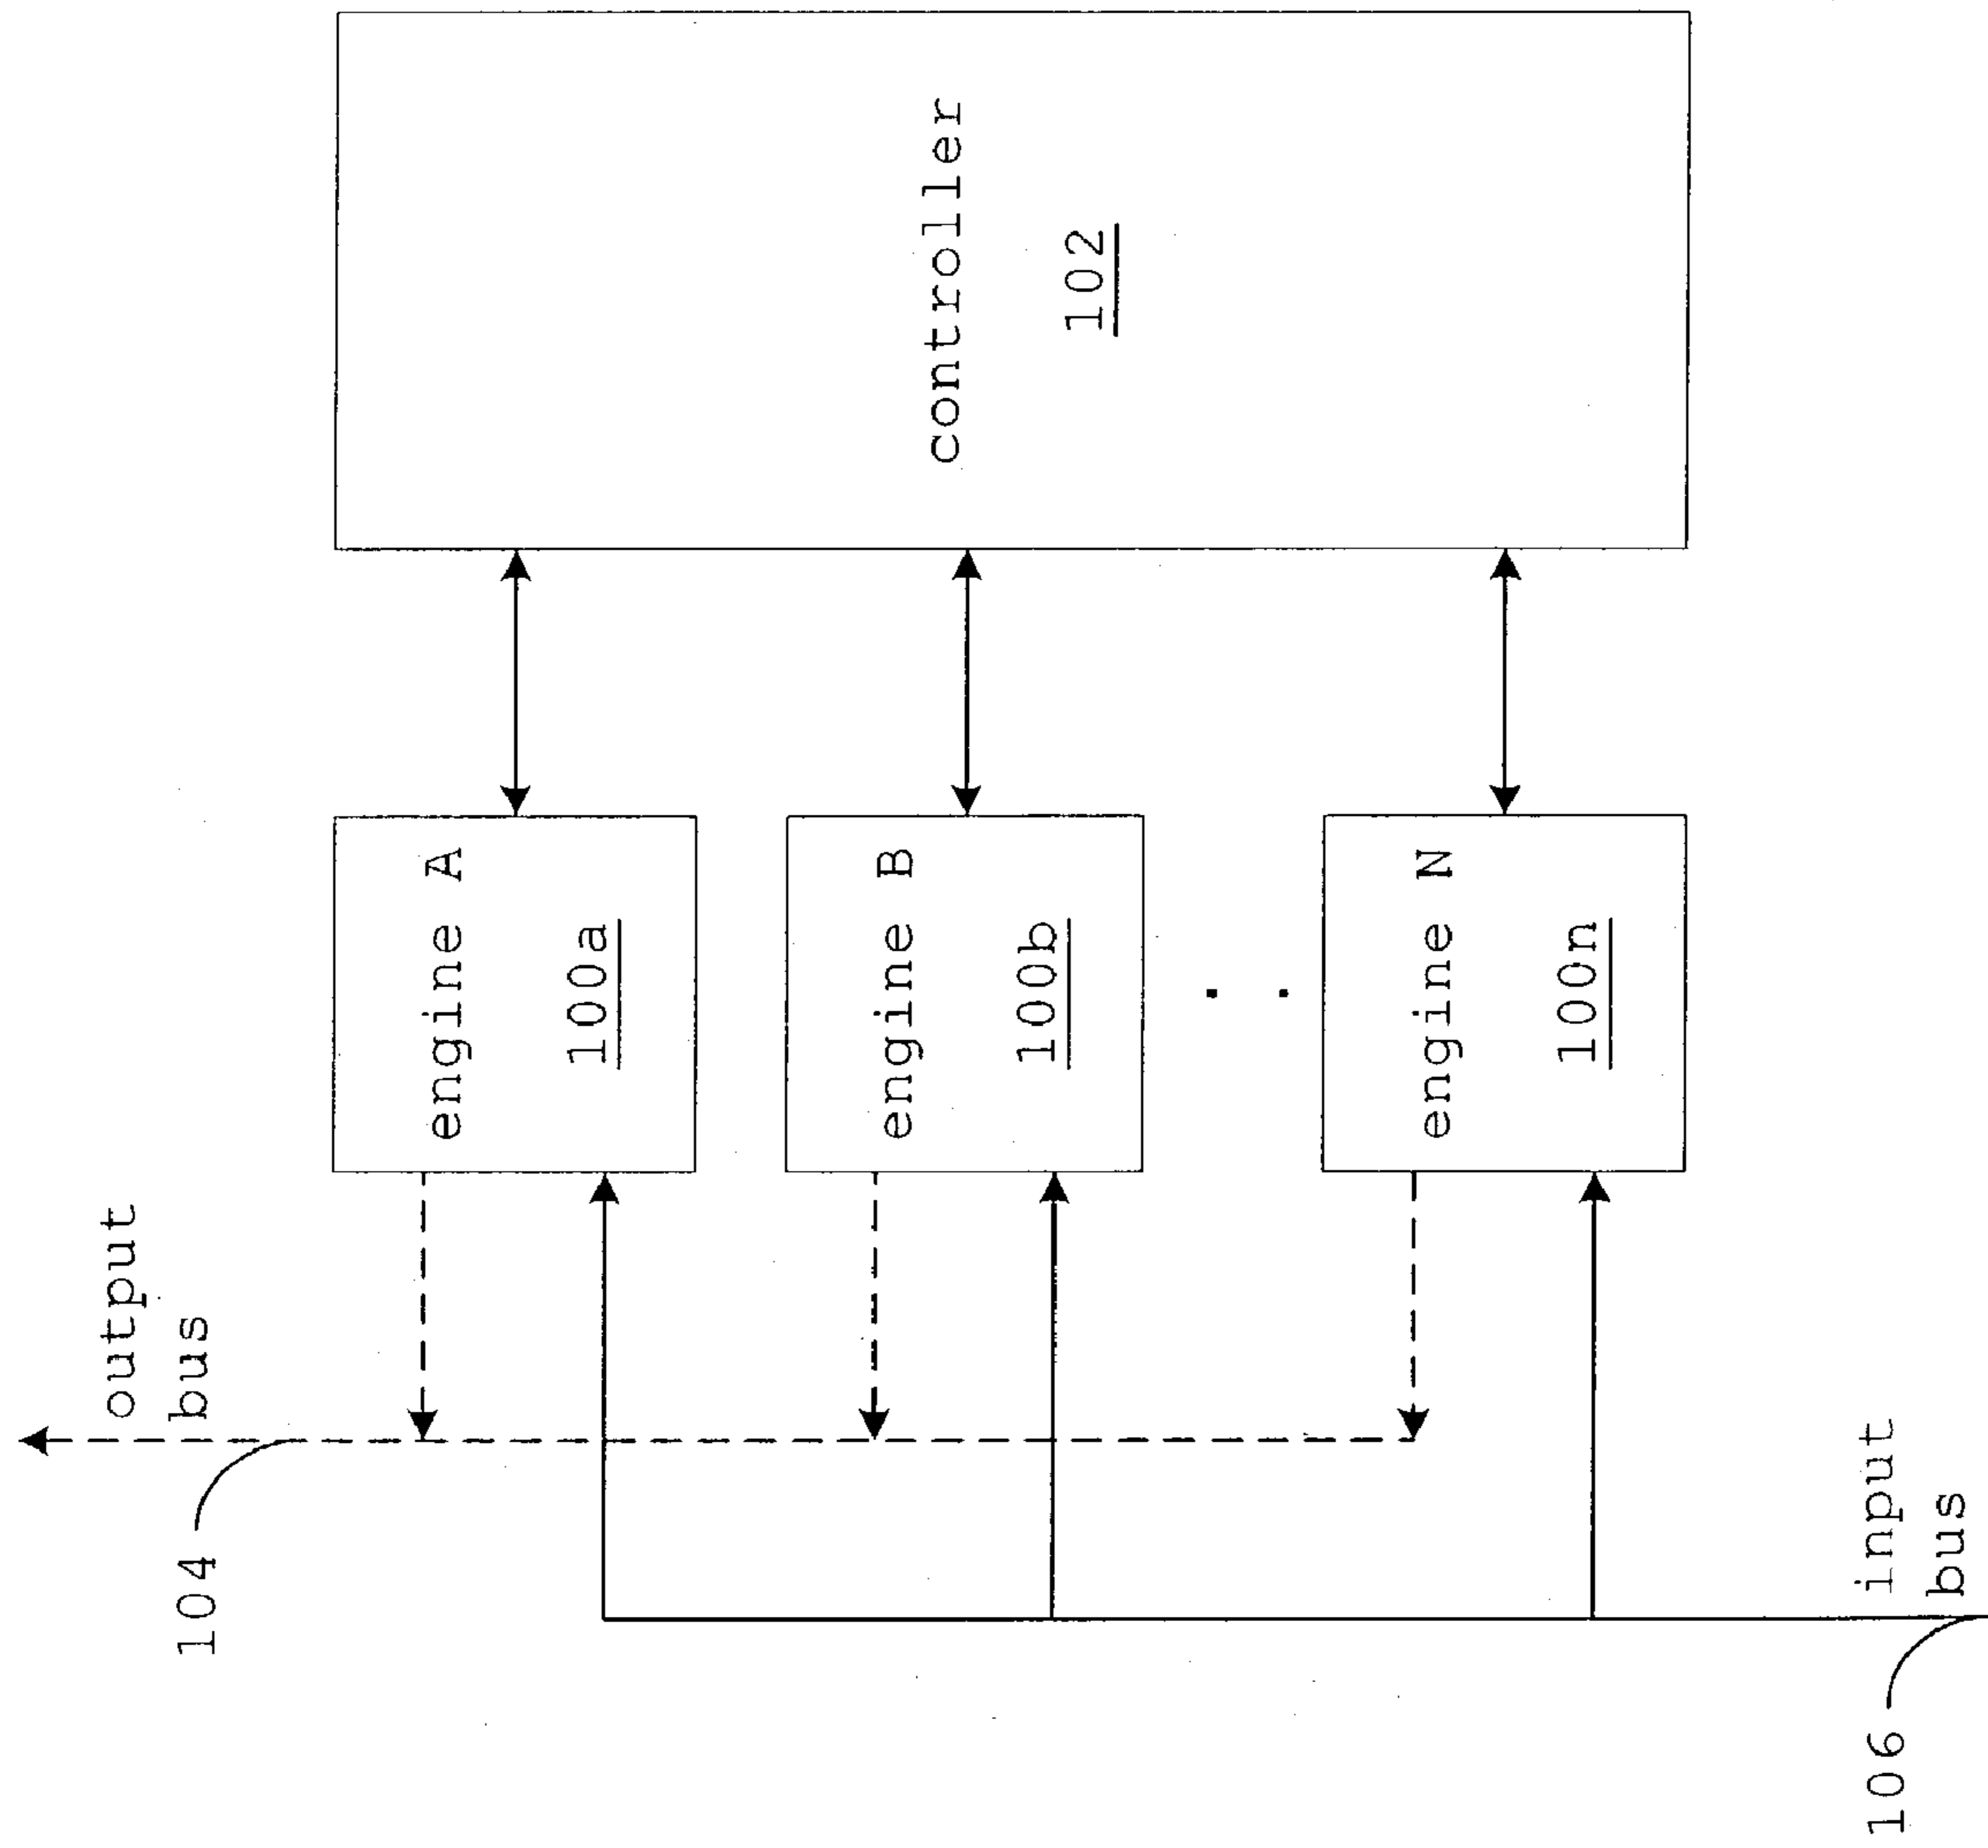 controller
102
engine A
100a
engine B
100b
engine N
100n
output
bus
104
input
bus
106